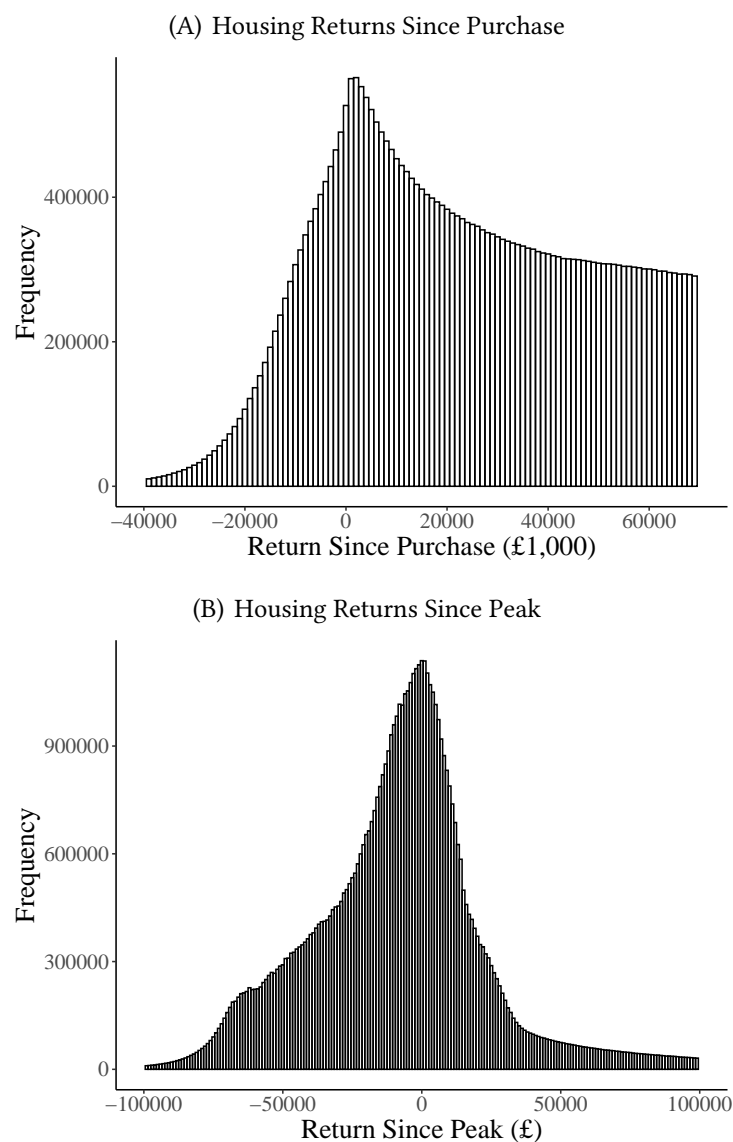 (A) Housing Returns Since Purchase
Frequency
400000
200000
0
−40000 −20000 0 20000 40000 60000
Return Since Purchase (£1,000)
(B) Housing Returns Since Peak
Frequency
900000
600000
300000
0
−100000 −50000 0 50000 100000
Return Since Peak (£)